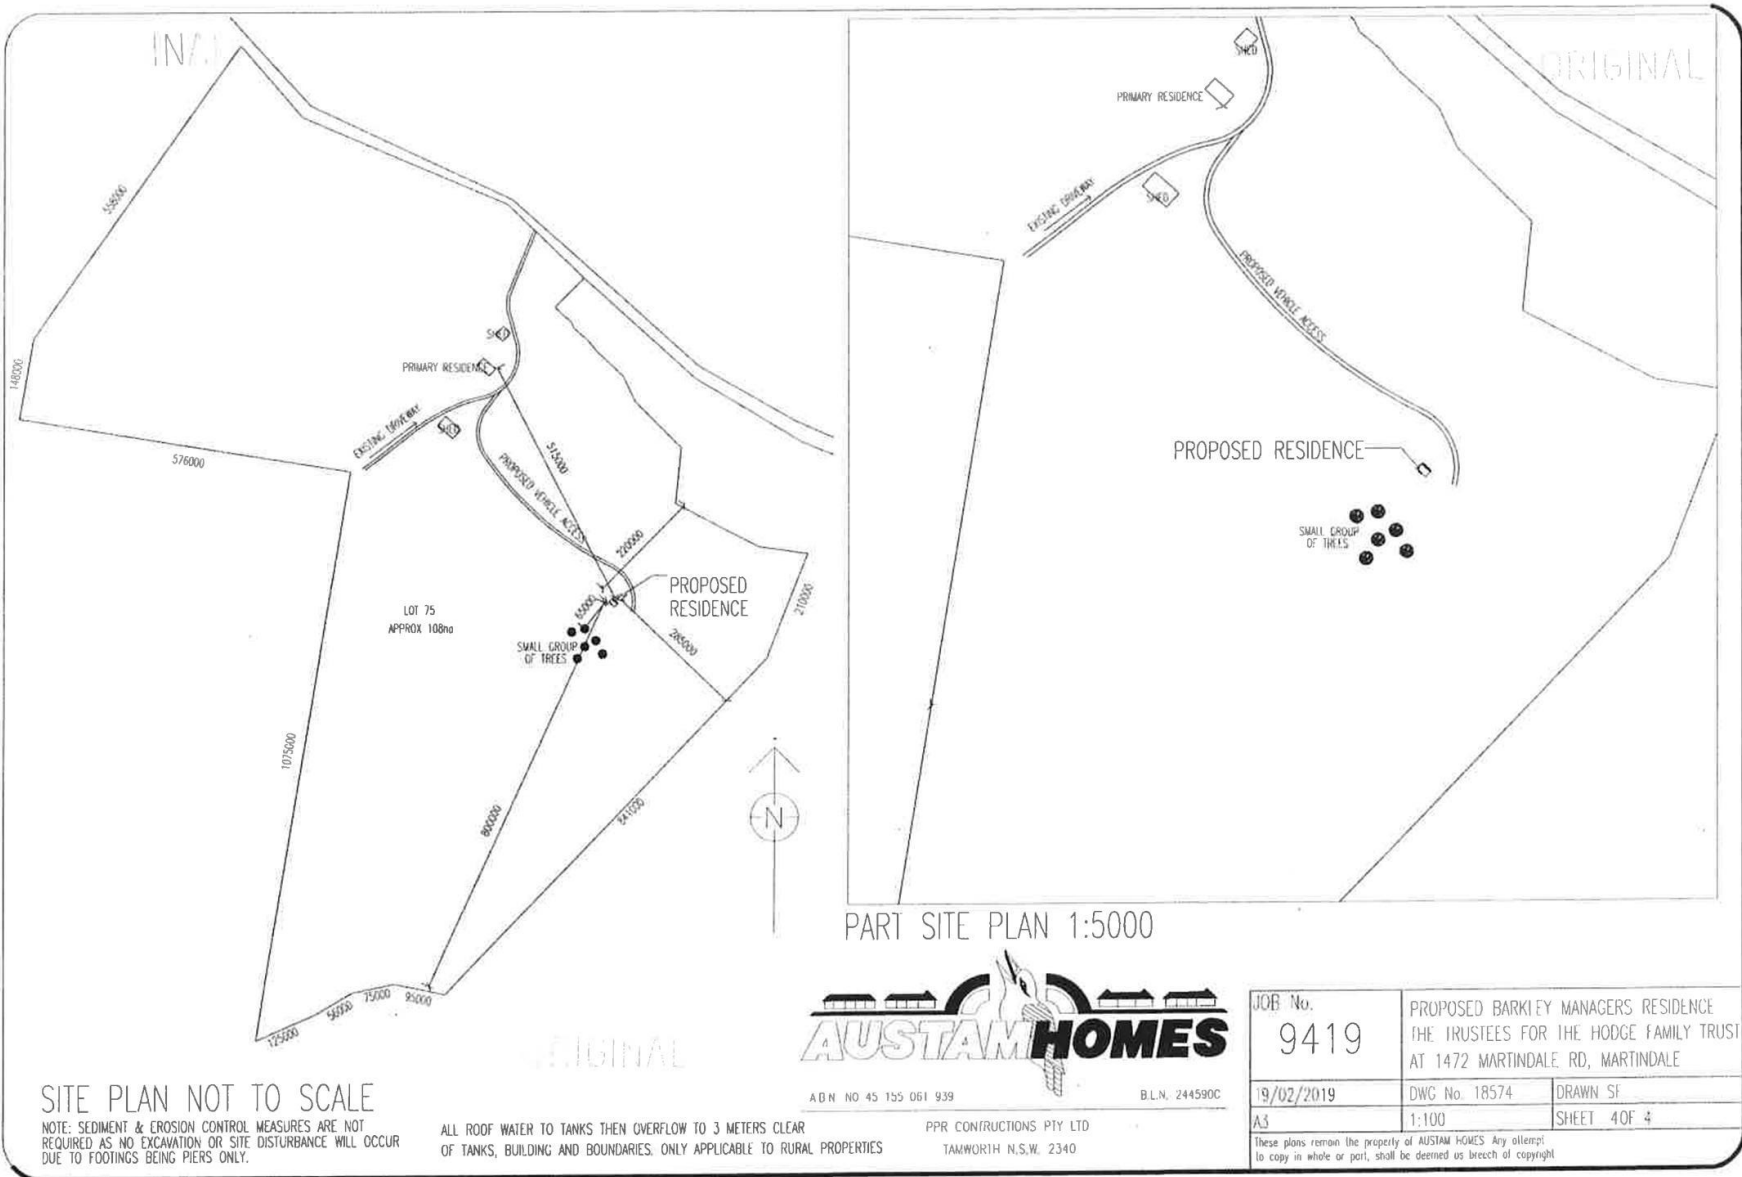 INAL
ORIGINAL
558000
148000
576000
SHED
PRIMARY RESIDENCE
EXISTING DRIVEWAY
SHED
515000
PROPOSED VEHICLE ACCESS
220000
PROPOSED
RESIDENCE
65000
285000
210000
LOT 75
APPROX 108ha
SMALL GROUP
OF TREES
1075000
800000
841000
N
125000
56000
75000
95000
ORIGINAL
SHED
PRIMARY RESIDENCE
EXISTING DRIVEWAY
SHED
PROPOSED VEHICLE ACCESS
PROPOSED RESIDENCE
SMALL GROUP
OF TREES
PART SITE PLAN 1:5000
SITE PLAN NOT TO SCALE
NOTE: SEDIMENT & EROSION CONTROL MEASURES ARE NOT
REQUIRED AS NO EXCAVATION OR SITE DISTURBANCE WILL OCCUR
DUE TO FOOTINGS BEING PIERS ONLY.
ALL ROOF WATER TO TANKS THEN OVERFLOW TO 3 METERS CLEAR
OF TANKS, BUILDING AND BOUNDARIES. ONLY APPLICABLE TO RURAL PROPERTIES
AUSTAM HOMES
ABN NO 45 155 061 939
B.L.N. 244590C
PPR CONTRUCTIONS PTY LTD
TAMWORTH N.S.W. 2340
JOB No.
9419
PROPOSED BARKLEY MANAGERS RESIDENCE
THE TRUSTEES FOR THE HODGE FAMILY TRUST
AT 1472 MARTINDALE RD, MARTINDALE
19/02/2019
DWG No. 18574
DRAWN SF
A3
1:100
SHEET 4OF 4
These plans remain the property of AUSTAM HOMES Any attempt
to copy in whole or part, shall be deemed as breech of copyright